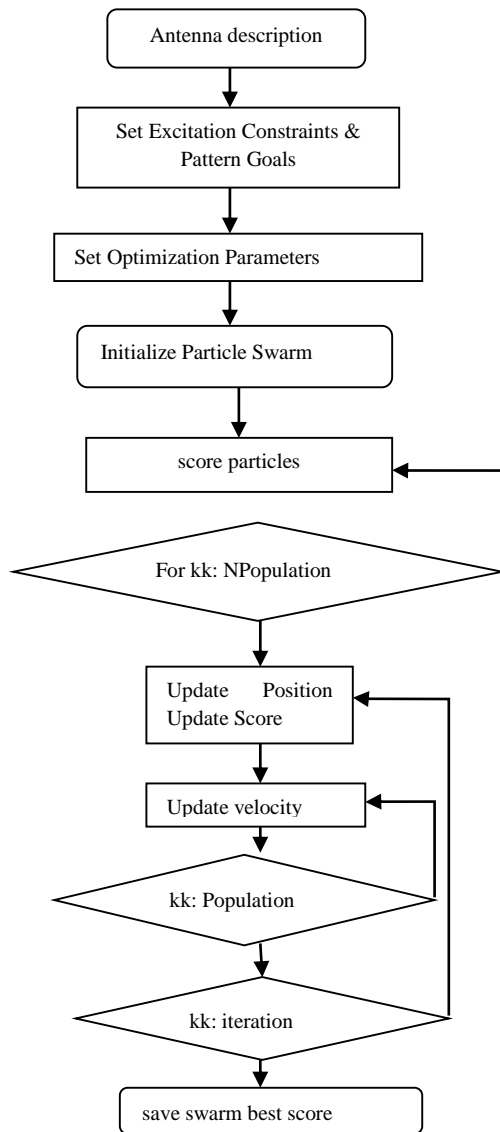 Antenna description
Set Excitation Constraints &
Pattern Goals
Set Optimization Parameters
Initialize Particle Swarm
score particles
For kk: NPopulation
Update Position
Update Score
Update velocity
kk: Population
kk: iteration
save swarm best score